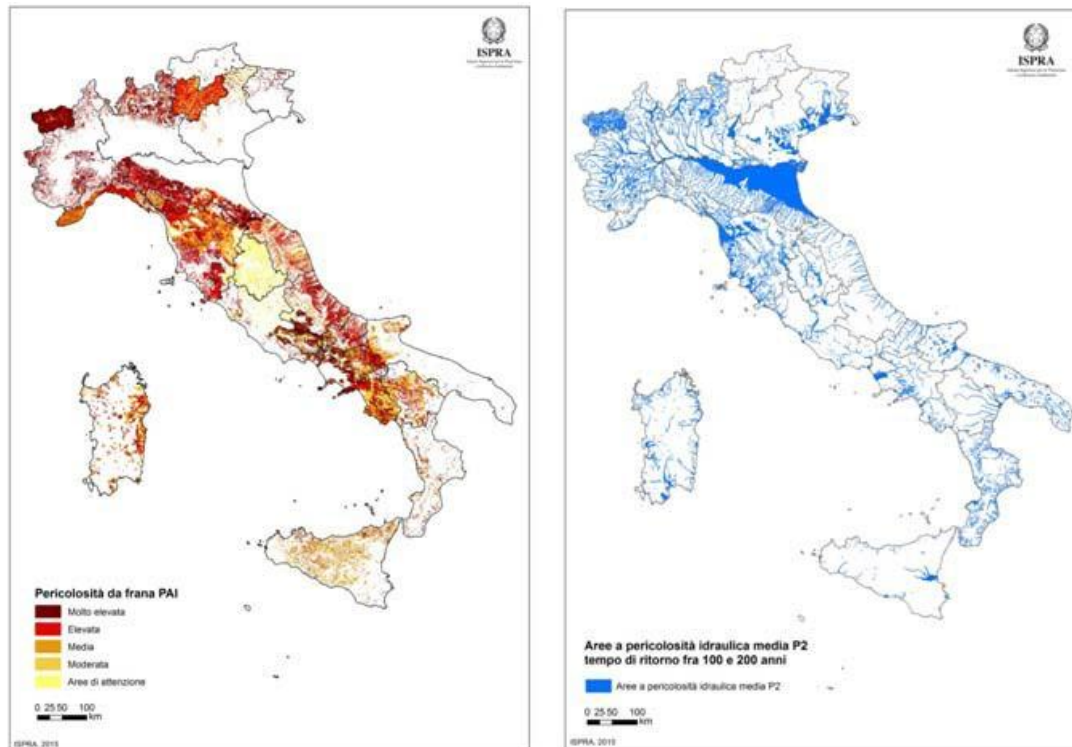 ISPRA
Pericolosità da frana PAI
Molto elevata
Elevata
Media
Moderata
Aree di attenzione
0 25 50 100
km
ISPRA, 2015
ISPRA
Aree a pericolosità idraulica media P2
tempo di ritorno fra 100 e 200 anni
Aree a pericolosità idraulica media P2
0 25 50 100
km
ISPRA, 2015